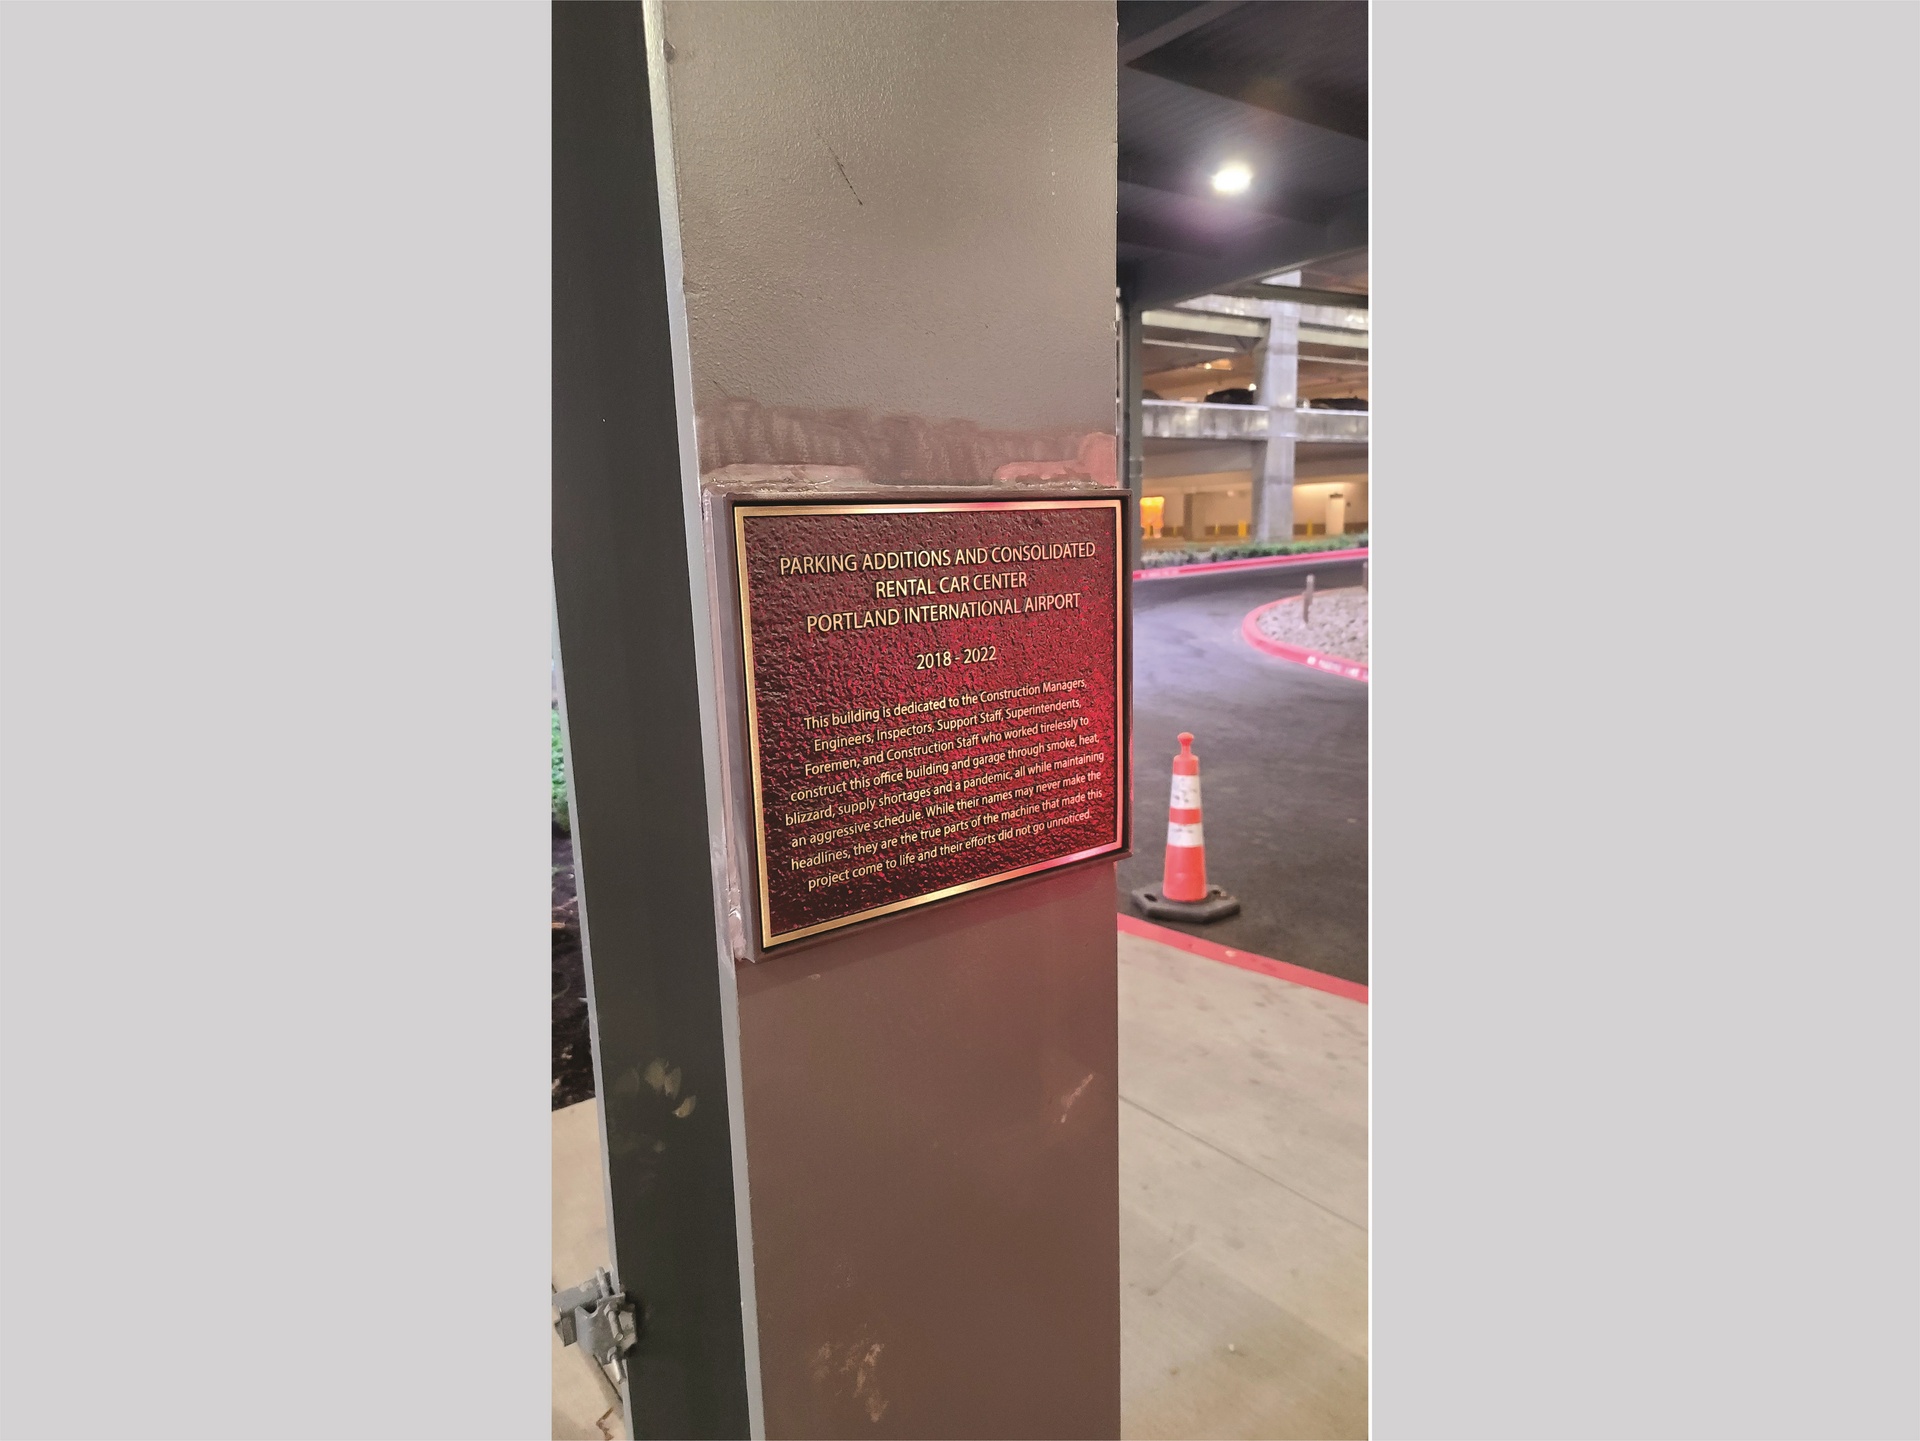 PARKING ADDITIONS AND CONSOLIDATED
RENTAL CAR CENTER
PORTLAND INTERNATIONAL AIRPORT
2018 - 2022
This building is dedicated to the Construction Managers,
Engineers, Inspectors, Support Staff, Superintendents,
Foremen, and Construction Staff who worked tirelessly to
construct this office building and garage through smoke, heat,
blizzard, supply shortages and a pandemic, all while maintaining
an aggressive schedule. While their names may never make the
headlines, they are the true parts of the machine that made this
project come to life and their efforts did not go unnoticed.